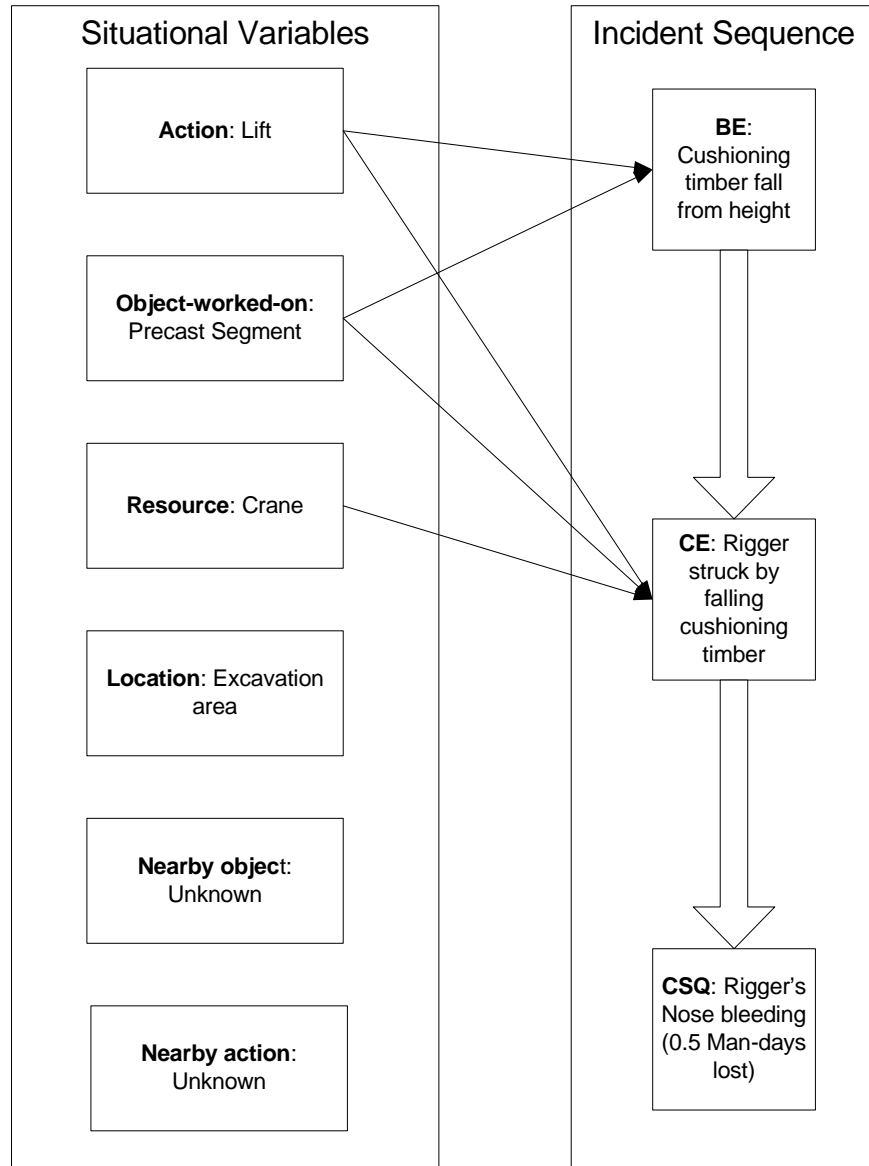 Situational Variables
Action: Lift
Object-worked-on:
Precast Segment
Resource: Crane
Location: Excavation
area
Nearby object:
Unknown
Nearby action:
Unknown
Incident Sequence
BE:
Cushioning
timber fall
from height
CE: Rigger
struck by
falling
cushioning
timber
CSQ: Rigger's
Nose bleeding
(0.5 Man-days
lost)